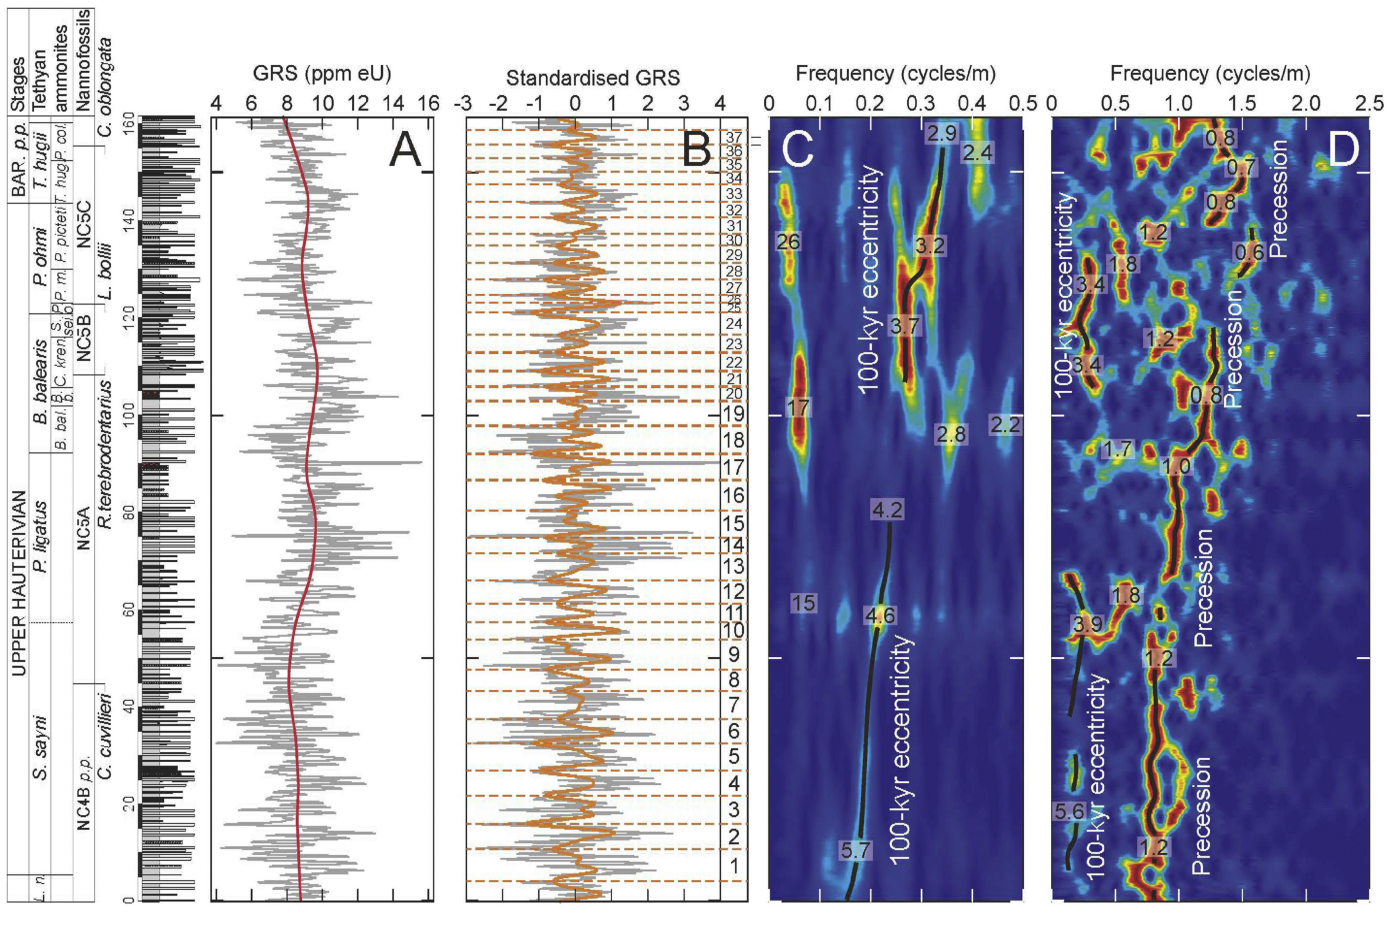 Stages
Tethyan
ammonites
Nannofossils
C. oblongata
GRS (ppm eU)
4 6 8 10 12 14 16
Standardised GRS
-3 -2 -1 0 1 2 3 4
Frequency (cycles/m)
0 0.1 0.2 0.3 0.4 0.5
Frequency (cycles/m)
0 0.5 1.0 1.5 2.0 2.5
A
B
C
D
BAR. p.p.
UPPER HAUTERIVIAN
T. hugii
P. ohmi
B. balearis
P. ligatus
S. sayni
L. n.
P. col.
T. hug
P. picteti
P. m.
C. kren.
B. bal.
NC5C
NC5B
NC5A
NC4B p.p.
L. bollii
R.terebrodentarius
C. cuvillieri
160
140
120
100
80
60
40
20
0
37
36
35
34
33
32
31
30
29
28
27
26
25
24
23
22
21
20
19
18
17
16
15
14
13
12
11
10
9
8
7
6
5
4
3
2
1
2.9
2.4
26
3.2
3.7
100-kyr eccentricity
17
2.8
2.2
4.2
15
4.6
100-kyr eccentricity
5.7
0.8
0.7
0.8
Precession
1.2
0.6
1.8
3.4
100-kyr eccentricity
1.2
3.4
0.8
Precession
1.7
1.0
Precession
1.8
3.9
1.2
100-kyr eccentricity
5.6
1.2
Precession